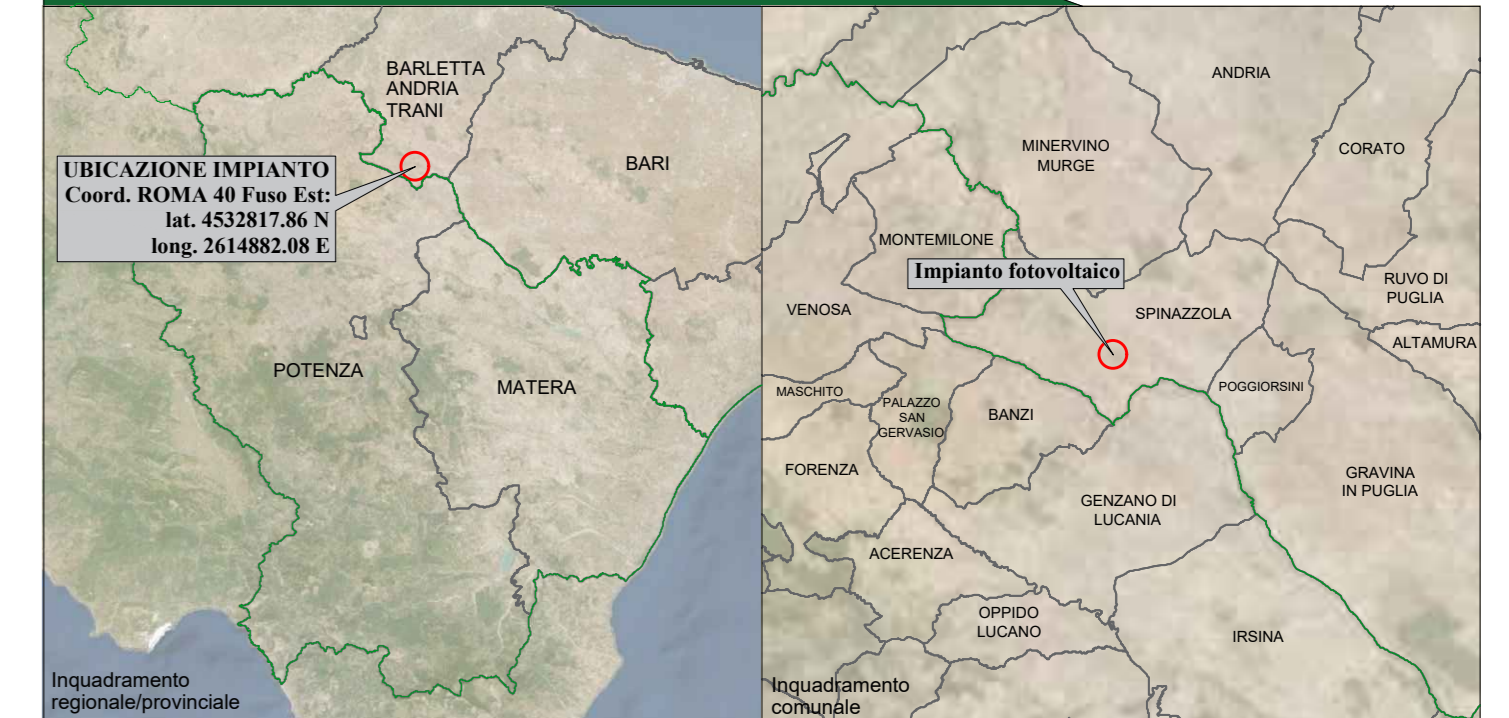 BARLETTA
ANDRIA
TRANI
BARI
UBICAZIONE IMPIANTO
Coord. ROMA 40 Fuso Est:
lat. 4532817.86 N
long. 2614882.08 E
POTENZA
MATERA
Inquadramento
regionale/provinciale
ANDRIA
MINERVINO
MURGE
CORATO
MONTEMILONE
Impianto fotovoltaico
RUVO DI
PUGLIA
VENOSA
SPINAZZOLA
ALTAMURA
MASCHITO
PALAZZO
SAN
GERVASIO
BANZI
POGGIORSINI
FORENZA
GRAVINA
IN PUGLIA
GENZANO DI
LUCANIA
ACERENZA
OPPIDO
LUCANO
IRSINA
Inquadramento
comunale